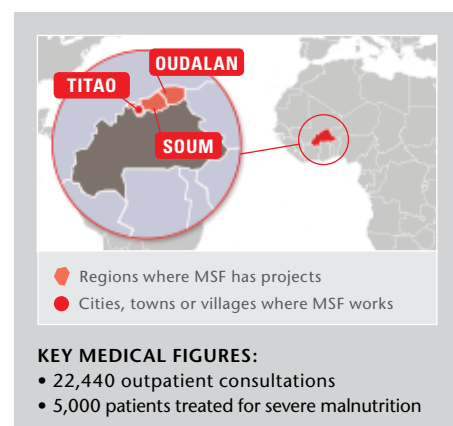 OUDALAN
TITAO
SOUM
Regions where MSF has projects
Cities, towns or villages where MSF works
KEY MEDICAL FIGURES:
• 22,440 outpatient consultations
• 5,000 patients treated for severe malnutrition